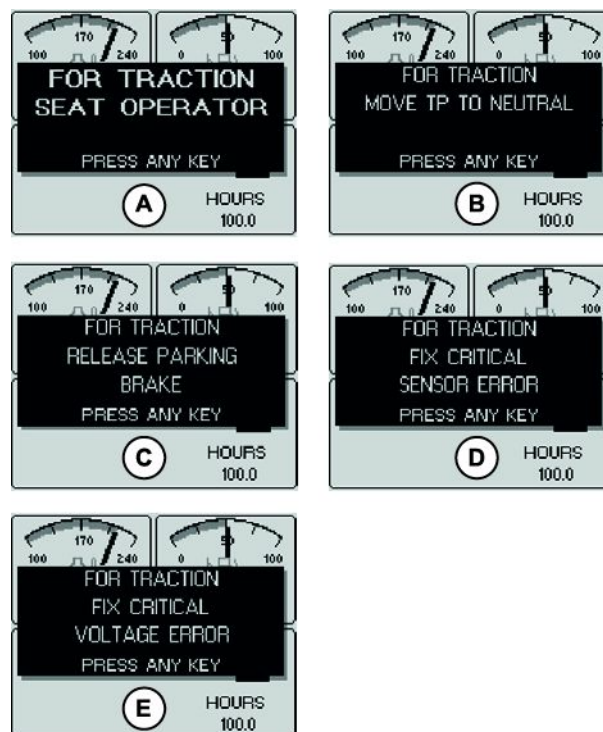 170
100 240
50
0 100
FOR TRACTION
SEAT OPERATOR
PRESS ANY KEY
A
HOURS
100.0
170
100 240
50
0 100
FOR TRACTION
MOVE TP TO NEUTRAL
PRESS ANY KEY
B
HOURS
100.0
170
100 240
50
0 100
FOR TRACTION
RELEASE PARKING
BRAKE
PRESS ANY KEY
C
HOURS
100.0
170
100 240
50
0 100
FOR TRACTION
FIX CRITICAL
SENSOR ERROR
PRESS ANY KEY
D
HOURS
100.0
170
100 240
50
0 100
FOR TRACTION
FIX CRITICAL
VOLTAGE ERROR
PRESS ANY KEY
E
HOURS
100.0